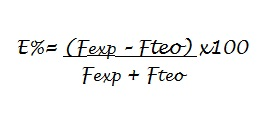 E%= (Fexp - Fteo) x100
Fexp + Fteo